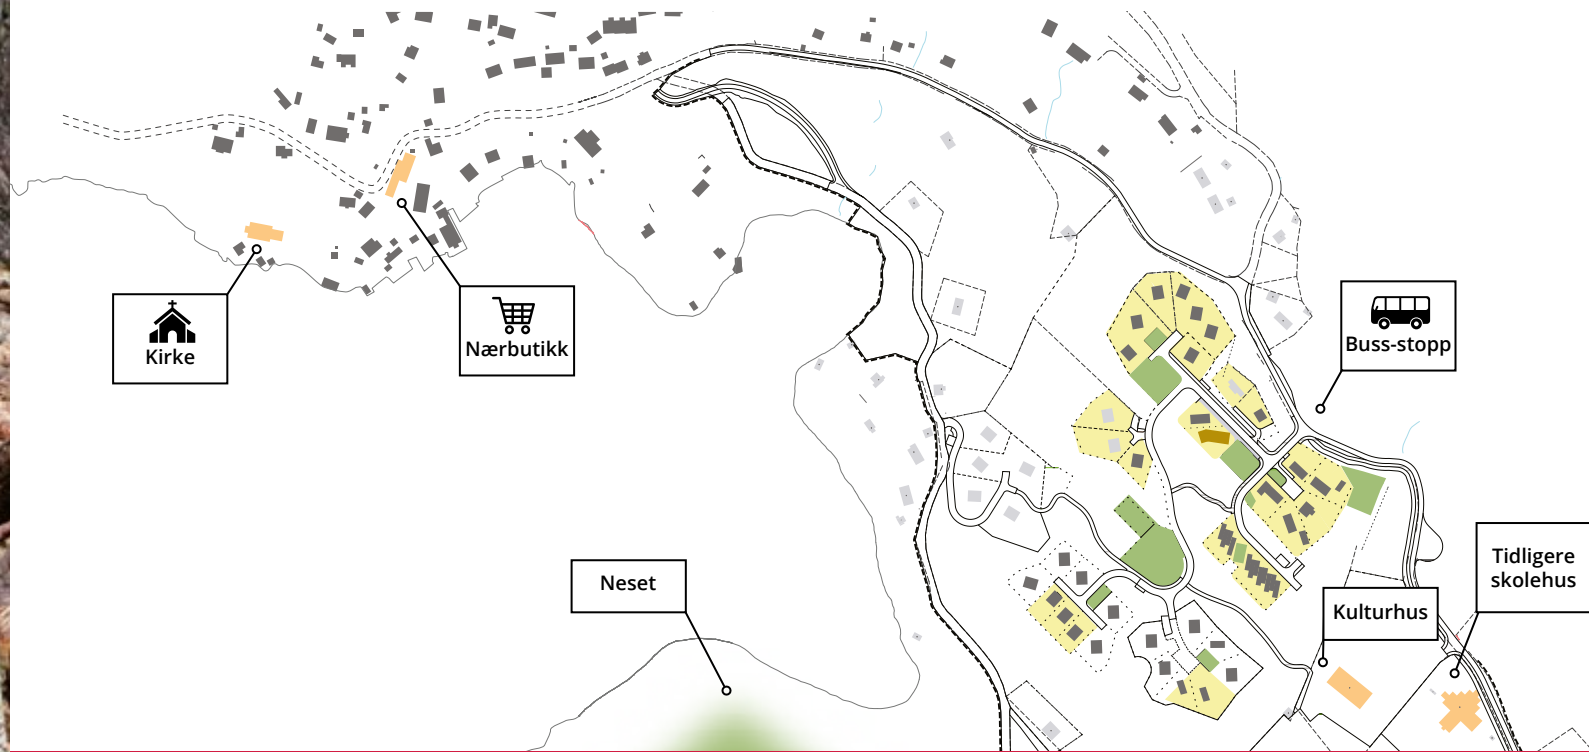 Kirke
Nærbutikk
Buss-stopp
Neset
Tidligere
skolehus
Kulturhus